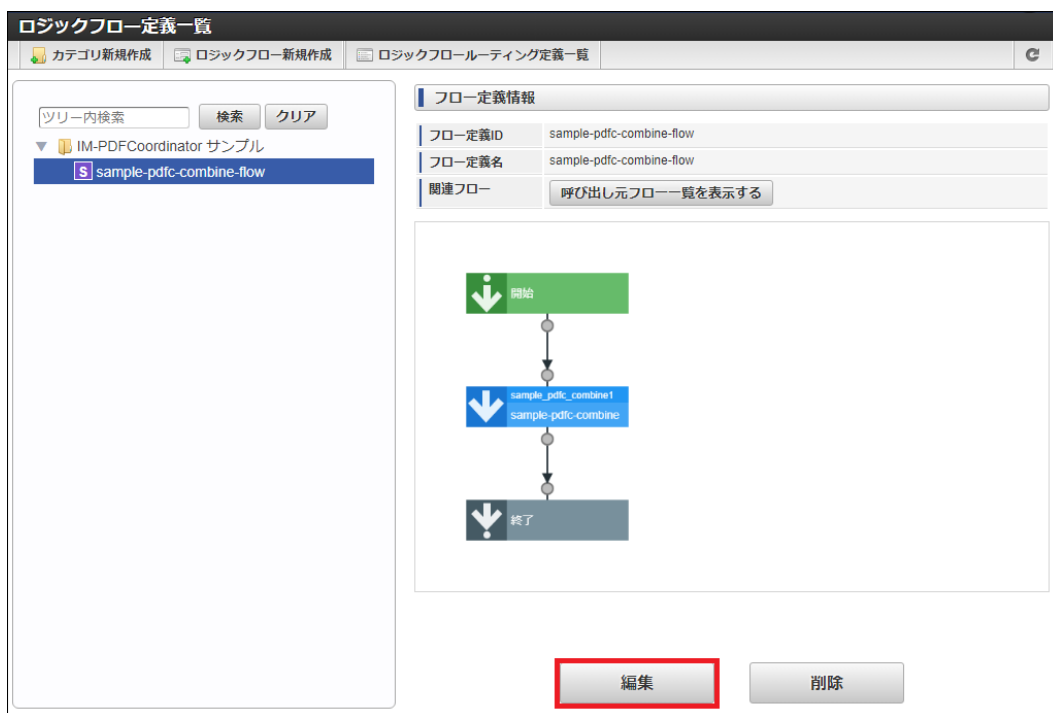 ロジックフロー定義一覧
カテゴリ新規作成 ロジックフロー新規作成 ロジックフロールーティング定義一覧
ツリー内検索 検索 クリア
IM-PDFCoordinator サンプル
S sample-pdfc-combine-flow
フロー定義情報
フロー定義ID sample-pdfc-combine-flow
フロー定義名 sample-pdfc-combine-flow
関連フロー 呼び出し元フロー一覧を表示する
開始
sample_pdfc_combine1
sample-pdfc-combine
終了
編集 削除